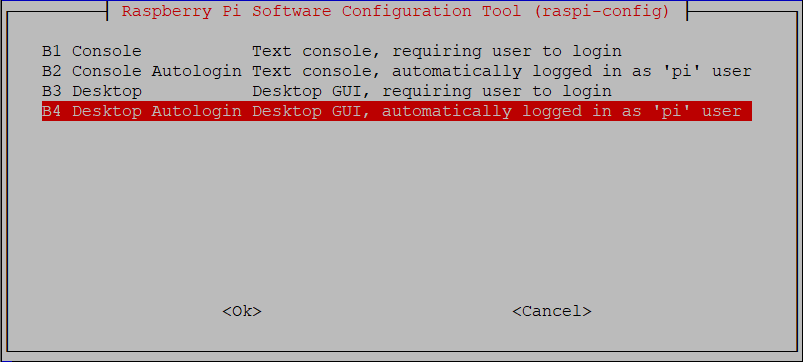 Raspberry Pi Software Configuration Tool (raspi-config)
B1 Console Text console, requiring user to login
B2 Console Autologin Text console, automatically logged in as 'pi' user
B3 Desktop Desktop GUI, requiring user to login
B4 Desktop Autologin Desktop GUI, automatically logged in as 'pi' user
<Ok> <Cancel>